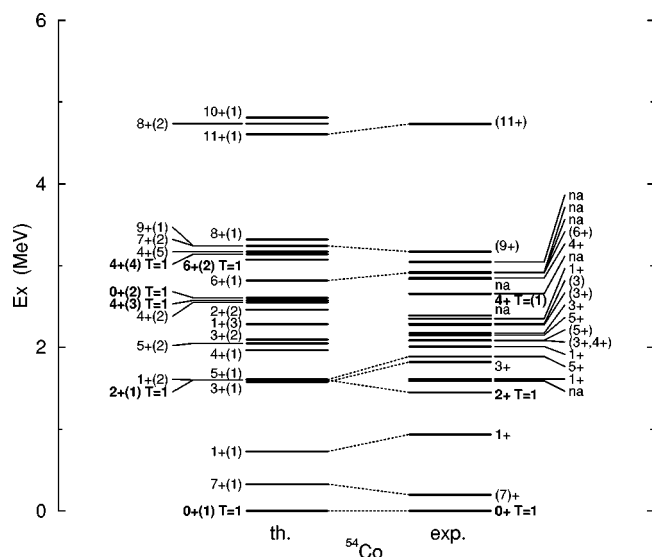 6
4
2
0
Ex (MeV)
10+(1)
8+(2)
11+(1)
9+(1)
8+(1)
7+(2)
4+(5)
4+(4) T=1
6+(2) T=1
6+(1)
0+(2) T=1
4+(3) T=1
4+(2)
2+(2)
1+(3)
3+(2)
5+(2)
4+(1)
5+(1)
1+(2)
3+(1)
2+(1) T=1
1+(1)
7+(1)
0+(1) T=1
(11+)
na
na
na
(6+)
(9+)
4+
na
na
4+ T=(1)
1+
na
(3)
(3+)
3+
5+
(5+)
(3+,4+)
1+
3+
5+
1+
2+ T=1
na
1+
(7)+
0+ T=1
th.
exp.
54Co